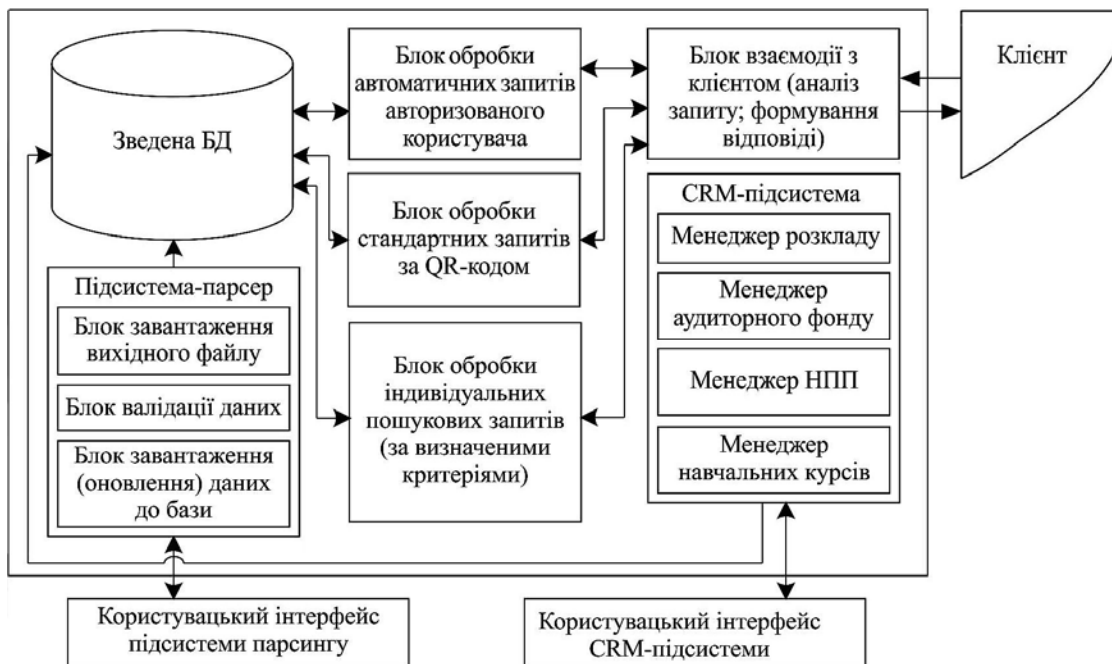 Зведена БД
Блок обробки
автоматичних запитів
авторизованого
користувача
Блок взаємодії з
клієнтом (аналіз
запиту; формування
відповіді)
Клієнт
Блок обробки
стандартних запитів
за QR-кодом
CRM-підсистема
Менеджер розкладу
Менеджер
аудиторного фонду
Менеджер НПП
Менеджер
навчальних курсів
Підсистема-парсер
Блок завантаження
вихідного файлу
Блок валідації даних
Блок завантаження
(оновлення) даних
до бази
Блок обробки
індивідуальних
пошукових запитів
(за визначеними
критеріями)
Користувацький інтерфейс
підсистеми парсингу
Користувацький інтерфейс
CRM-підсистеми